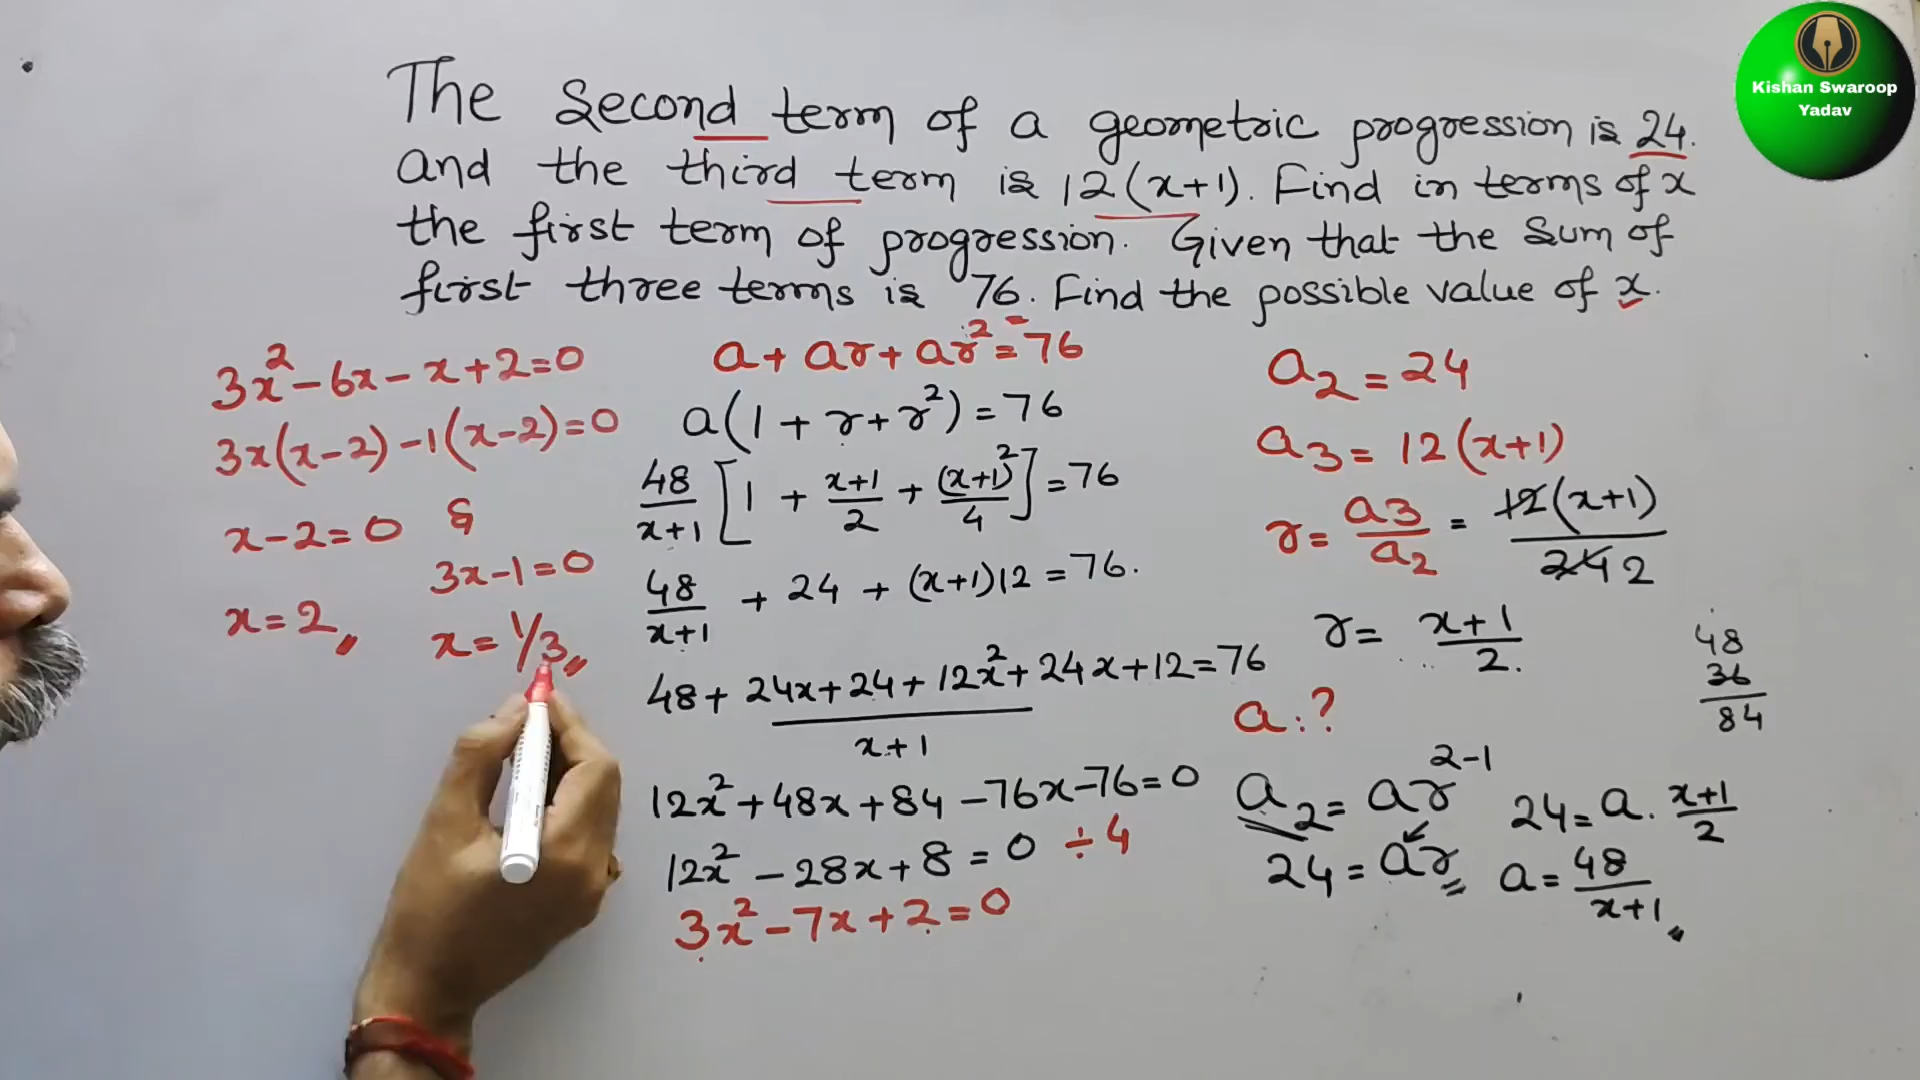 The second term of a geometric progression is 24.
and the third term is 12(x+1). Find in terms of x
the first term of progression. Given that the sum of
first three terms is 76. Find the possible value of x.
a₂ = 24
a₃ = 12(x+1)
r = a₃/a₂ = 12(x+1)/24 2
r = (x+1)/2.
a : ?
a₂ = ar²⁻¹
24 = ar
24 = a . (x+1)/2
a = 48/(x+1)
48
36
84
a + ar + ar² = 76
a(1 + r + r²) = 76
48/(x+1) [1 + (x+1)/2 + (x+1)²/4] = 76
48/(x+1) + 24 + (x+1)12 = 76.
48 + 24x + 24 + 12x² + 24x + 12 = 76
x+1
12x² + 48x + 84 - 76x - 76 = 0
12x² - 28x + 8 = 0 ÷ 4
3x² - 7x + 2 = 0
3x² - 6x - x + 2 = 0
3x(x-2) - 1(x-2) = 0
x-2 = 0 &
3x-1 = 0
x = 2
x = 1/3
Kishan Swaroop
Yadav